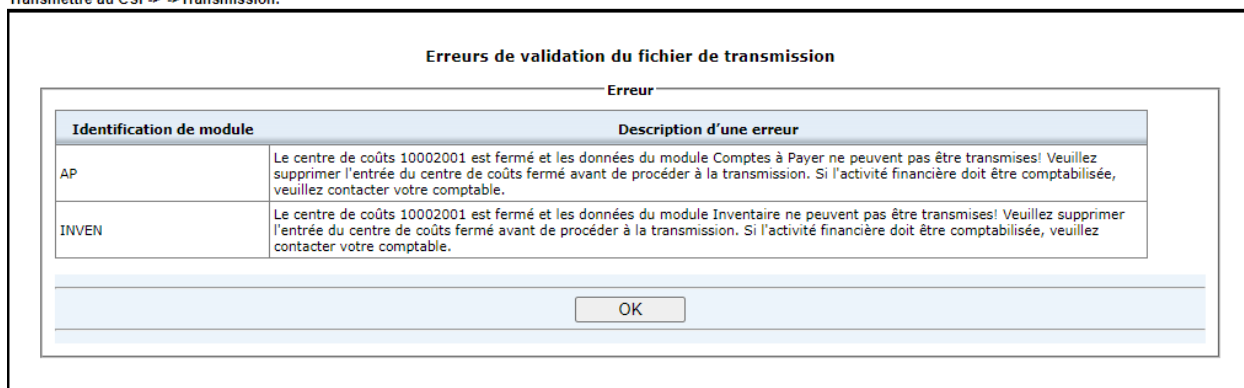 Transmettre au CSI -> ->Transmission:
Erreurs de validation du fichier de transmission
Erreur
Identification de module
Description d'une erreur
AP
Le centre de coûts 10002001 est fermé et les données du module Comptes à Payer ne peuvent pas être transmises! Veuillez
supprimer l'entrée du centre de coûts fermé avant de procéder à la transmission. Si l'activité financière doit être comptabilisée,
veuillez contacter votre comptable.
INVEN
Le centre de coûts 10002001 est fermé et les données du module Inventaire ne peuvent pas être transmises! Veuillez supprimer
l'entrée du centre de coûts fermé avant de procéder à la transmission. Si l'activité financière doit être comptabilisée, veuillez
contacter votre comptable.
OK